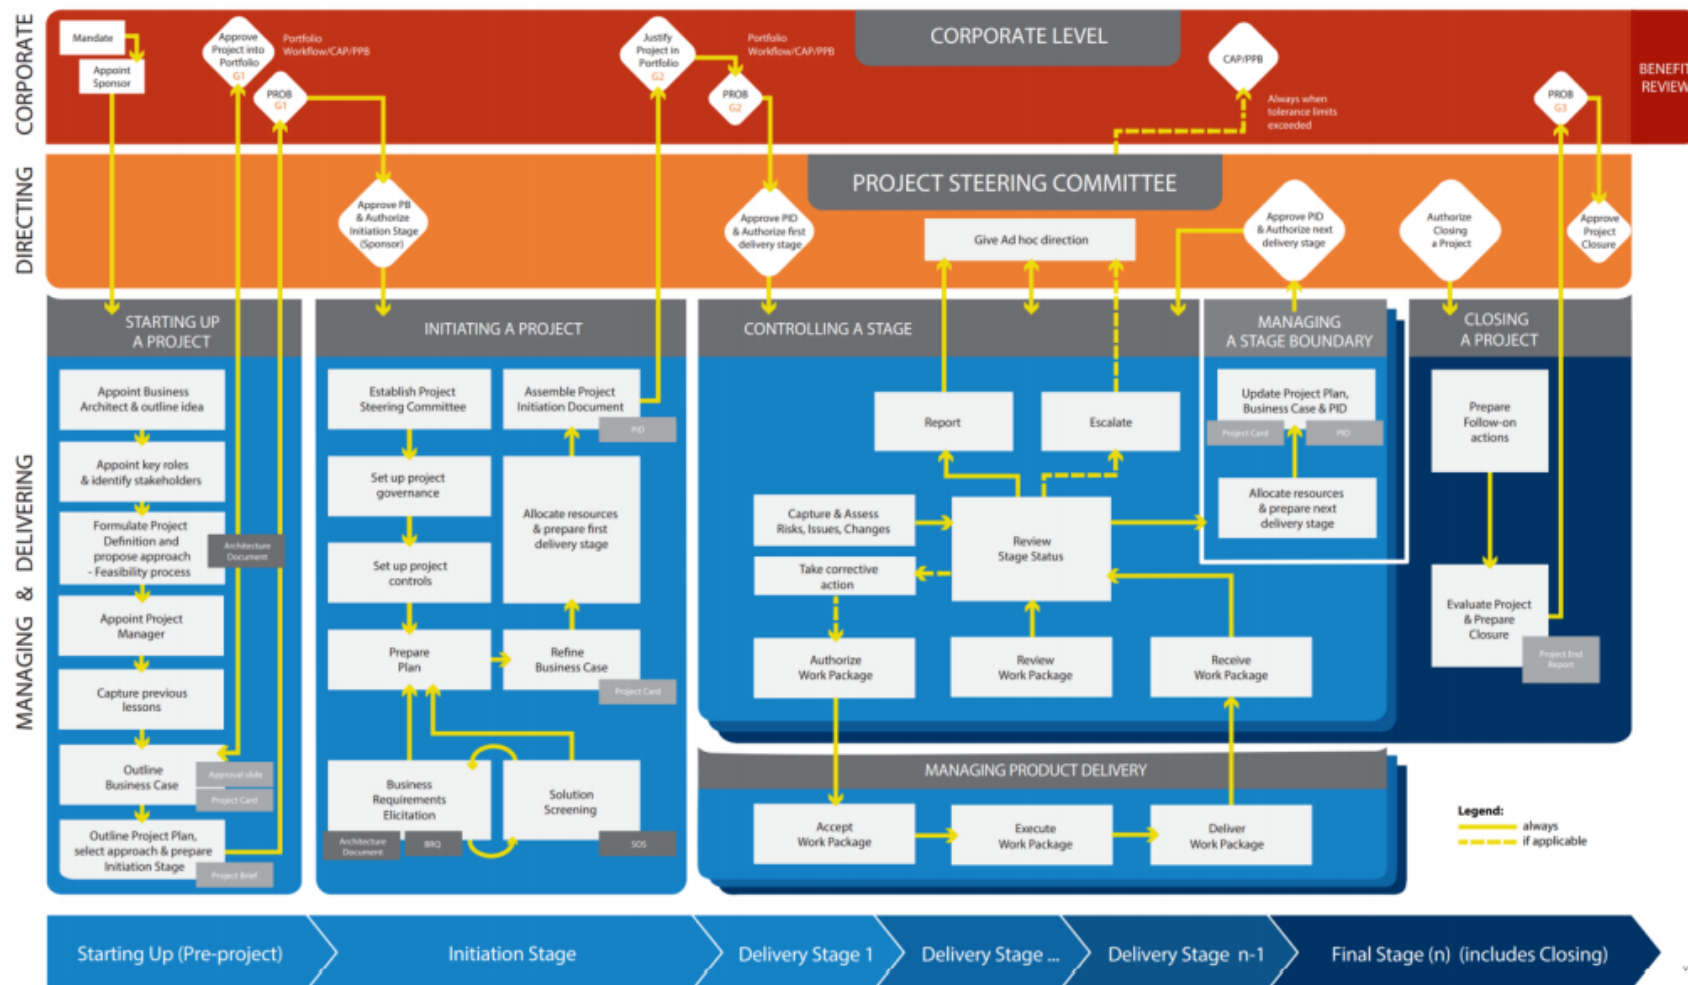 CORPORATE
Mandate
Appoint
Sponsor
Approve
Project into
Portfolio
G1
Portfolio
Workflow/CAP/PPB
PROB
G1
Justify
Project in
Portfolio
G2
Portfolio
Workflow/CAP/PPB
PROB
G2
CORPORATE LEVEL
CAP/PPB
Always when
tolerance limits
exceeded
PROB
G3
BENEFIT
REVIEW
DIRECTING
Approve PB
& Authorize
Initiation Stage
(Sponsor)
Approve PID
& Authorize first
delivery stage
PROJECT STEERING COMMITTEE
Give Ad hoc direction
Approve PID
& Authorize next
delivery stage
Authorize
Closing
a Project
Approve
Project
Closure
MANAGING & DELIVERING
STARTING UP
A PROJECT
Appoint Business
Architect & outline idea
Appoint key roles
& identify stakeholders
Formulate Project
Definition and
propose approach
- Feasibility process
Architecture
Document
Appoint Project
Manager
Capture previous
lessons
Outline
Business Case
Approval slide
Project Card
Outline Project Plan,
select approach & prepare
Initiation Stage
Project Brief
INITIATING A PROJECT
Establish Project
Steering Committee
Set up project
governance
Set up project
controls
Prepare
Plan
Business
Requirements
Elicitation
Architecture
Document
BRQ
Assemble Project
Initiation Document
PID
Allocate resources
& prepare first
delivery stage
Refine
Business Case
Project Card
Solution
Screening
SOS
CONTROLLING A STAGE
Report
Escalate
Capture & Assess
Risks, Issues, Changes
Take corrective
action
Review
Stage Status
Authorize
Work Package
Review
Work Package
Receive
Work Package
MANAGING
A STAGE BOUNDARY
Update Project Plan,
Business Case & PID
Project Card
PID
Allocate resources
& prepare next
delivery stage
CLOSING
A PROJECT
Prepare
Follow-on
actions
Evaluate Project
& Prepare
Closure
Project End
Report
MANAGING PRODUCT DELIVERY
Accept
Work Package
Execute
Work Package
Deliver
Work Package
Legend:
always
if applicable
Starting Up (Pre-project)
Initiation Stage
Delivery Stage 1
Delivery Stage ...
Delivery Stage n-1
Final Stage (n) (includes Closing)